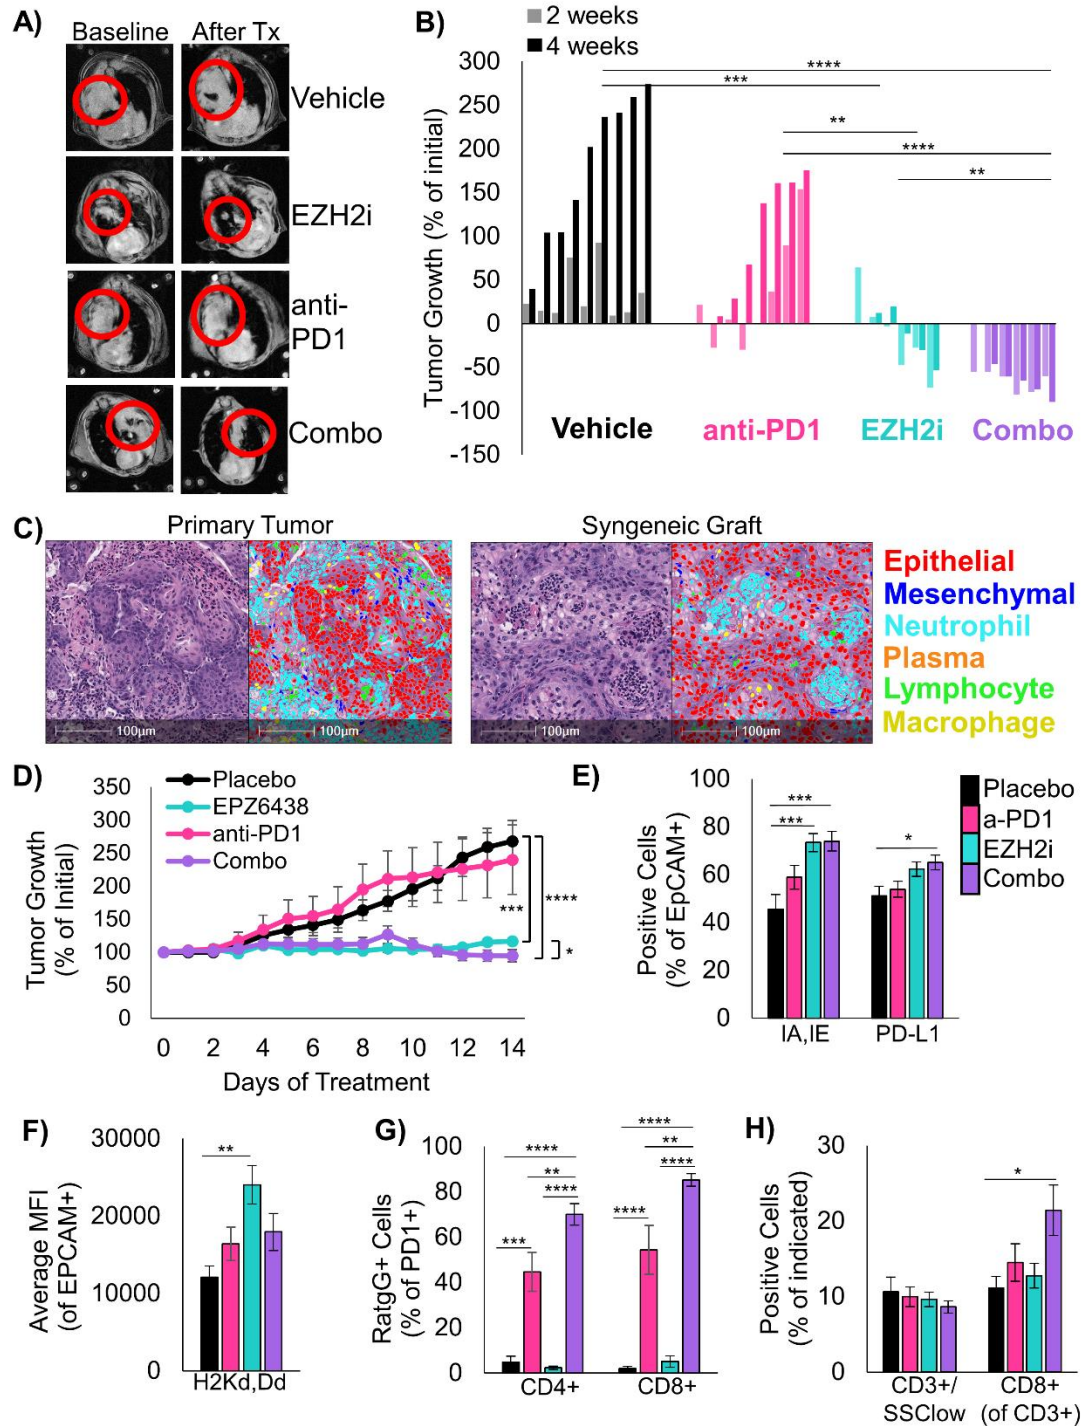 A)
Baseline After Tx
Vehicle
EZH2i
anti-
PD1
Combo
B)
2 weeks
4 weeks
Tumor Growth (% of initial)
300
250
200
150
100
50
0
-50
-100
-150
****
***
**
****
**
Vehicle anti-PD1 EZH2i Combo
C)
Primary Tumor Syngeneic Graft
100µm 100µm 100µm 100µm
Epithelial
Mesenchymal
Neutrophil
Plasma
Lymphocyte
Macrophage
D)
Placebo
EPZ6438
anti-PD1
Combo
Tumor Growth
(% of Initial)
350
300
250
200
150
100
50
0
0 2 4 6 8 10 12 14
Days of Treatment
***
****
*
E)
Placebo
a-PD1
EZH2i
Combo
Positive Cells
(% of EpCAM+)
100
80
60
40
20
0
***
***
*
IA,IE PD-L1
F)
Average MFI
(of EPCAM+)
30000
20000
10000
0
**
H2Kd,Dd
G)
RatgG+ Cells
(% of PD1+)
100
80
60
40
20
0
****
**
****
***
****
**
****
****
CD4+ CD8+
H)
Positive Cells
(% of indicated)
30
20
10
0
*
CD3+/
SSClow
CD8+
(of CD3+)